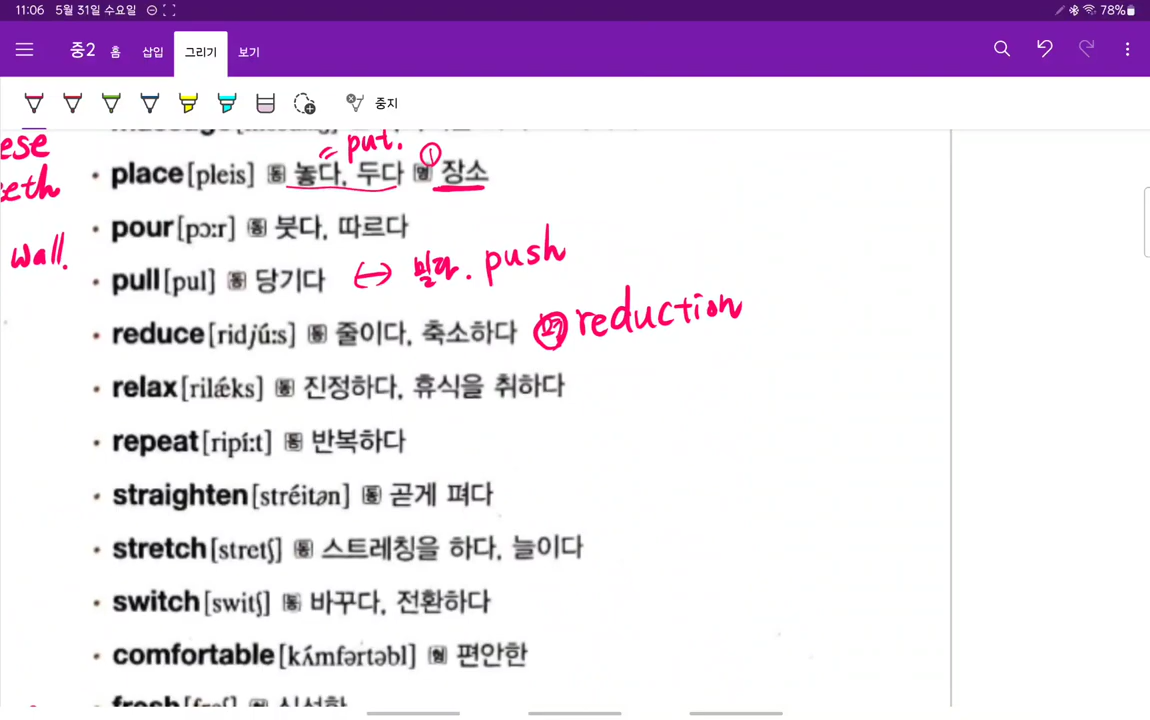 11:06 5월 31일 수요일 78%
중2 홈 삽입 그리기 보기
중지
ese = put.
eeth • place[pleis] 동 놓다, 두다 명 ① 장소
• pour[pɔːr] 동 붓다, 따르다
wall. • pull[pul] 동 당기다 ↔ 밀다. push
• reduce[ridjúːs] 동 줄이다, 축소하다 명 reduction
• relax[rilǽks] 동 진정하다, 휴식을 취하다
• repeat[ripíːt] 동 반복하다
• straighten[stréitən] 동 곧게 펴다
• stretch[stretʃ] 동 스트레칭을 하다, 늘이다
• switch[switʃ] 동 바꾸다, 전환하다
• comfortable[kʌ́mfərtəbl] 형 편안한